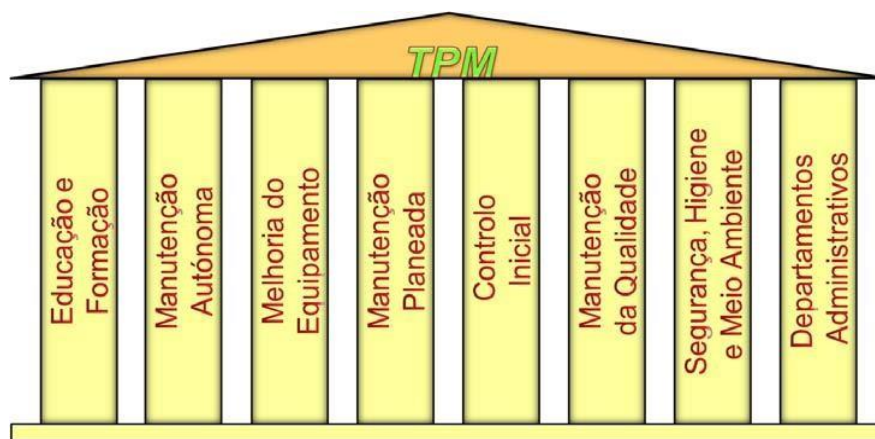 TPM
Educação e
Formação
Manutenção
Autónoma
Melhoria do
Equipamento
Manutenção
Planeada
Controlo
Inicial
Manutenção
da Qualidade
Segurança, Higiene
e Meio Ambiente
Departamentos
Administrativos